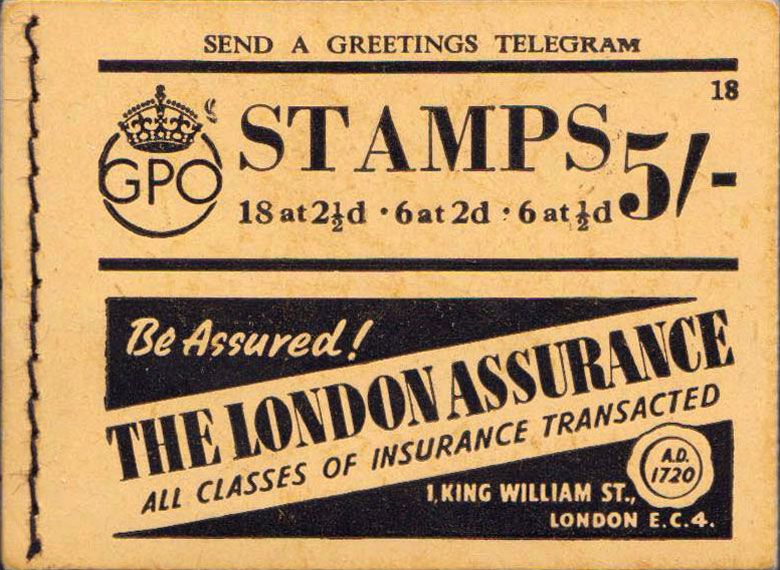 SEND A GREETINGS TELEGRAM
18
GPO
STAMPS 5/-
18 at 2½d · 6 at 2d · 6 at ½d
Be Assured!
THE LONDON ASSURANCE
ALL CLASSES OF INSURANCE TRANSACTED
A.D.
1720
1, KING WILLIAM ST.,
LONDON E.C.4.